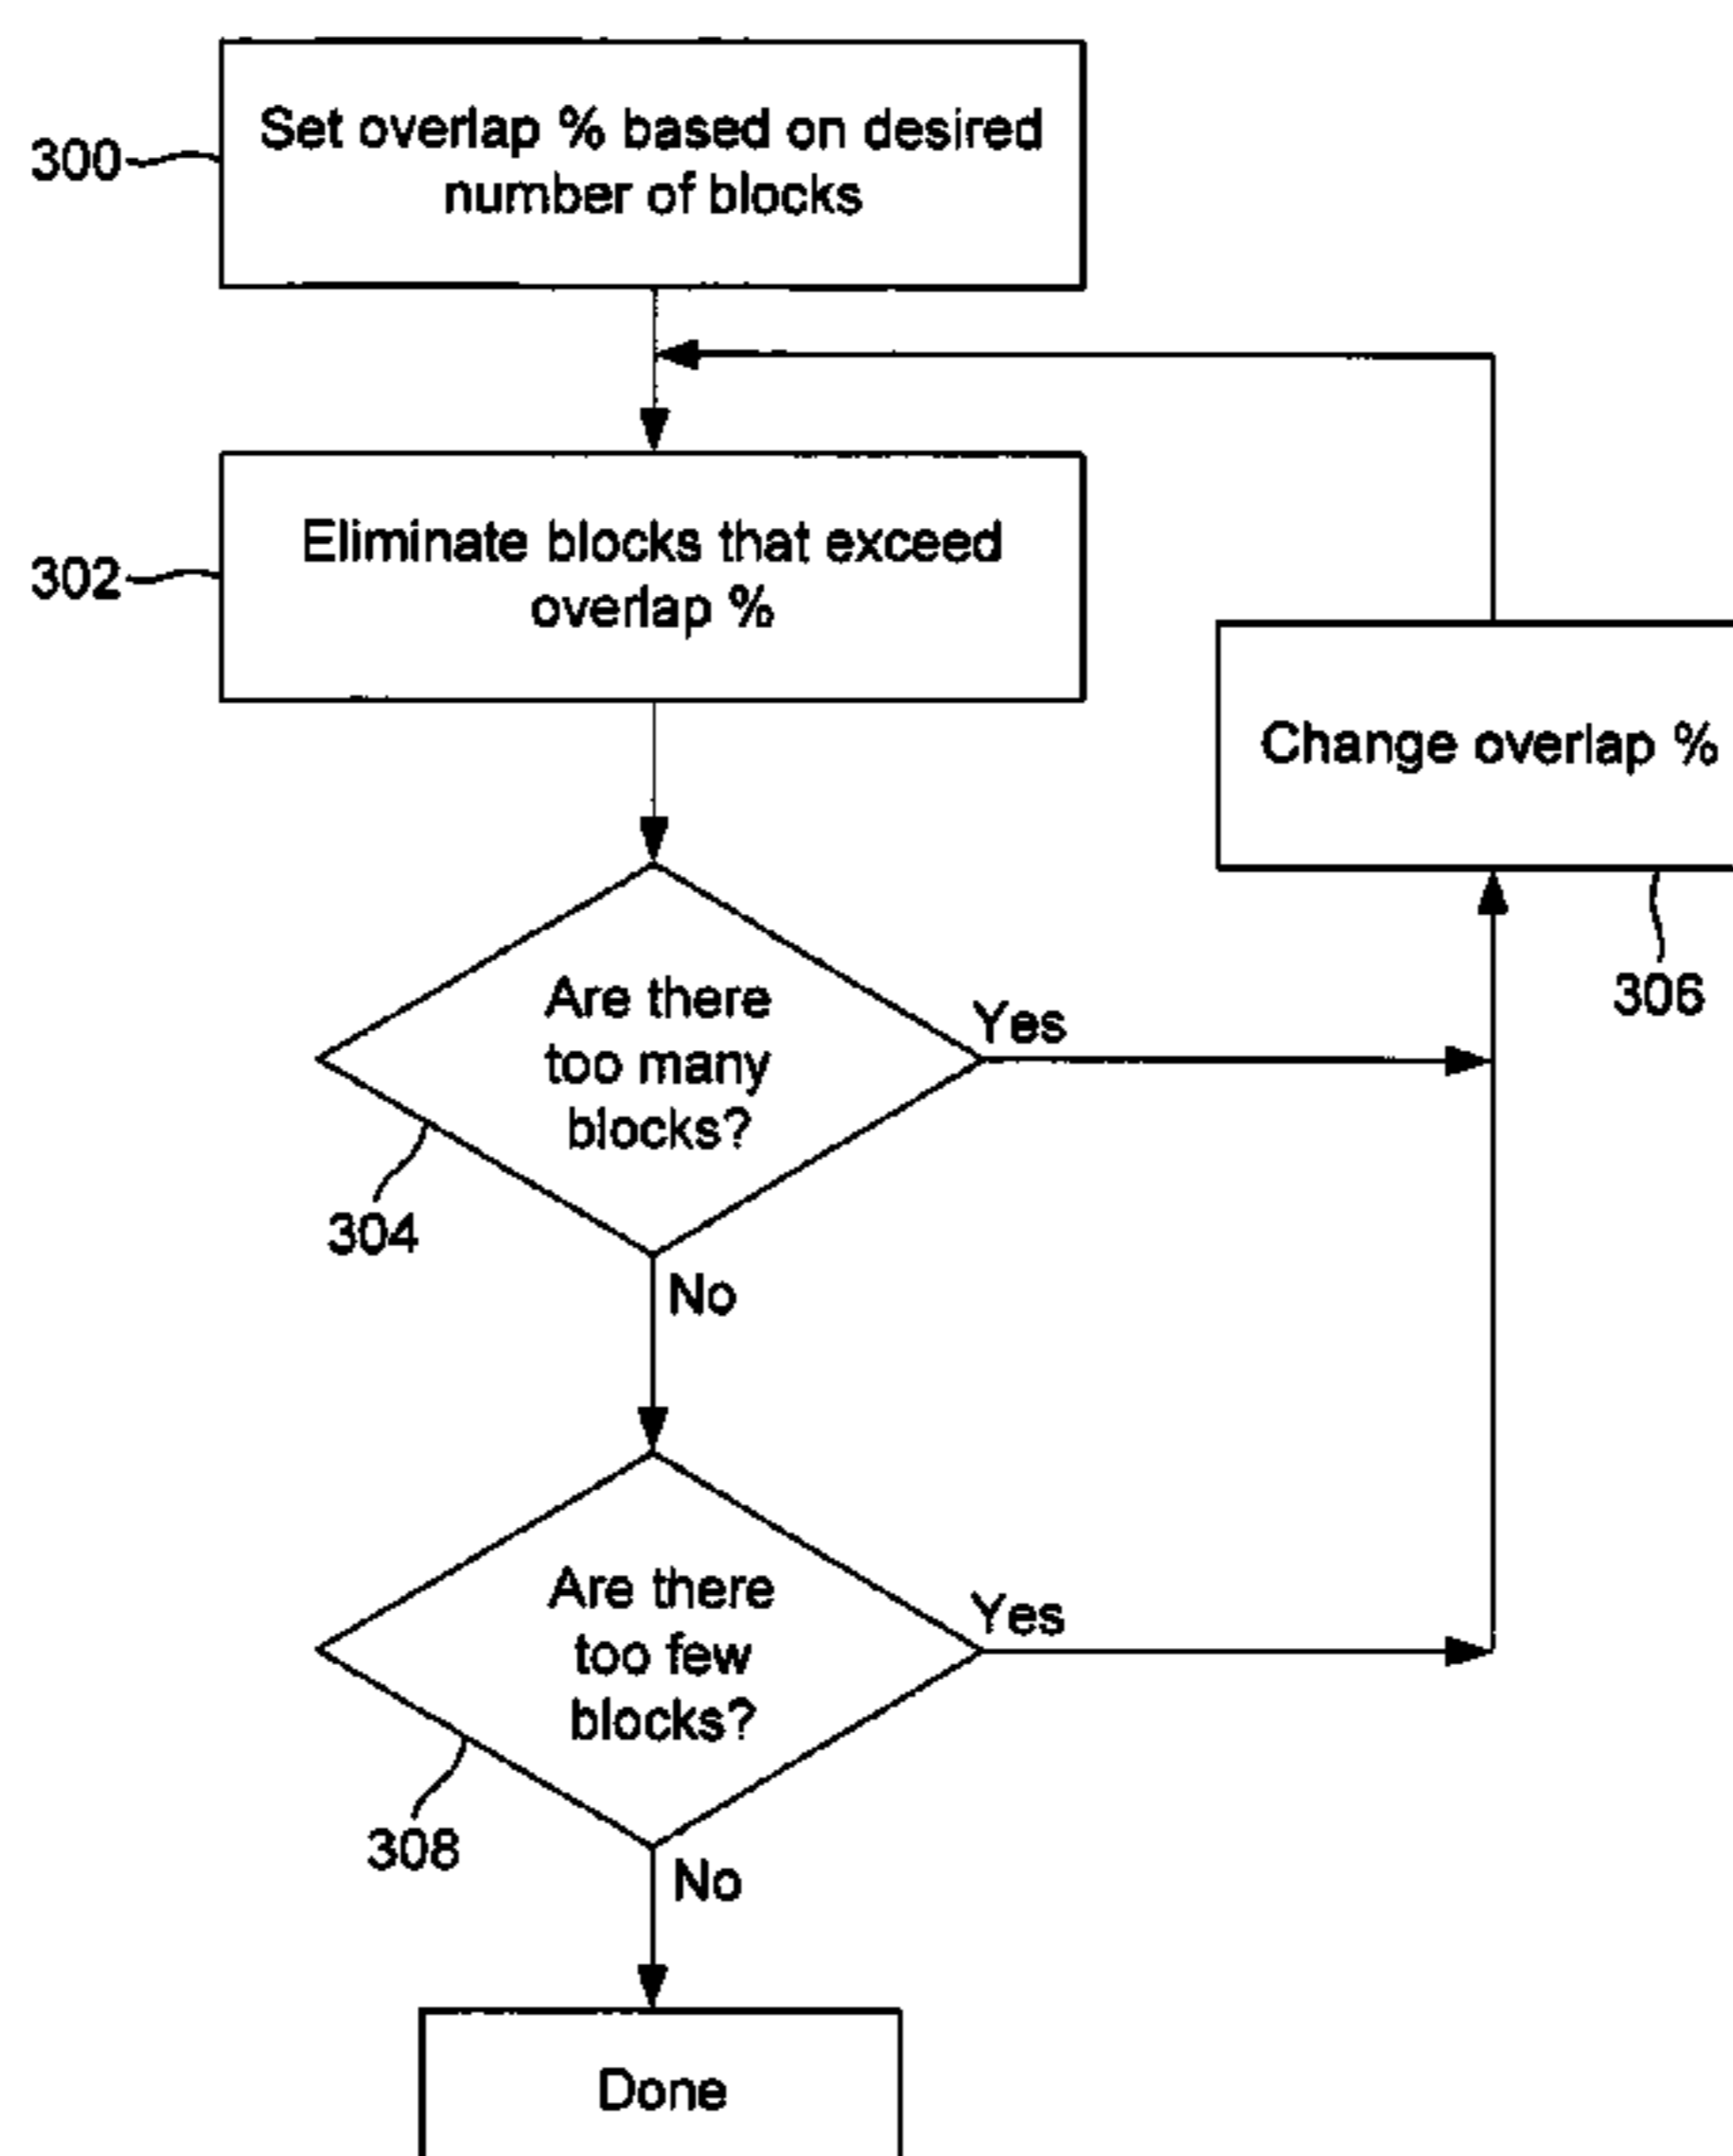 Set overlap % based on desired
number of blocks
300
Eliminate blocks that exceed
overlap %
302
Change overlap %
306
Are there
too many
blocks?
Yes
304
No
Are there
too few
blocks?
Yes
308
No
Done